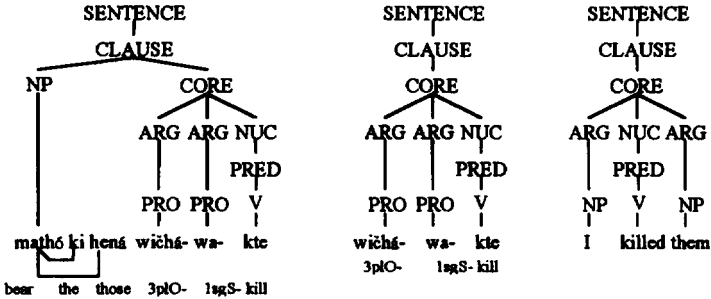 SENTENCE SENTENCE SENTENCE
CLAUSE CLAUSE CLAUSE
NP CORE CORE CORE
ARG ARG NUC ARG ARG NUC ARG NUC ARG
PRED PRED PRED
PRO PRO V PRO PRO V NP V NP
mathó ki hená wičhá- wa- kte wičhá- wa- kte I killed them
bear the those 3plO- 1sgS- kill 3plO- 1sgS- kill